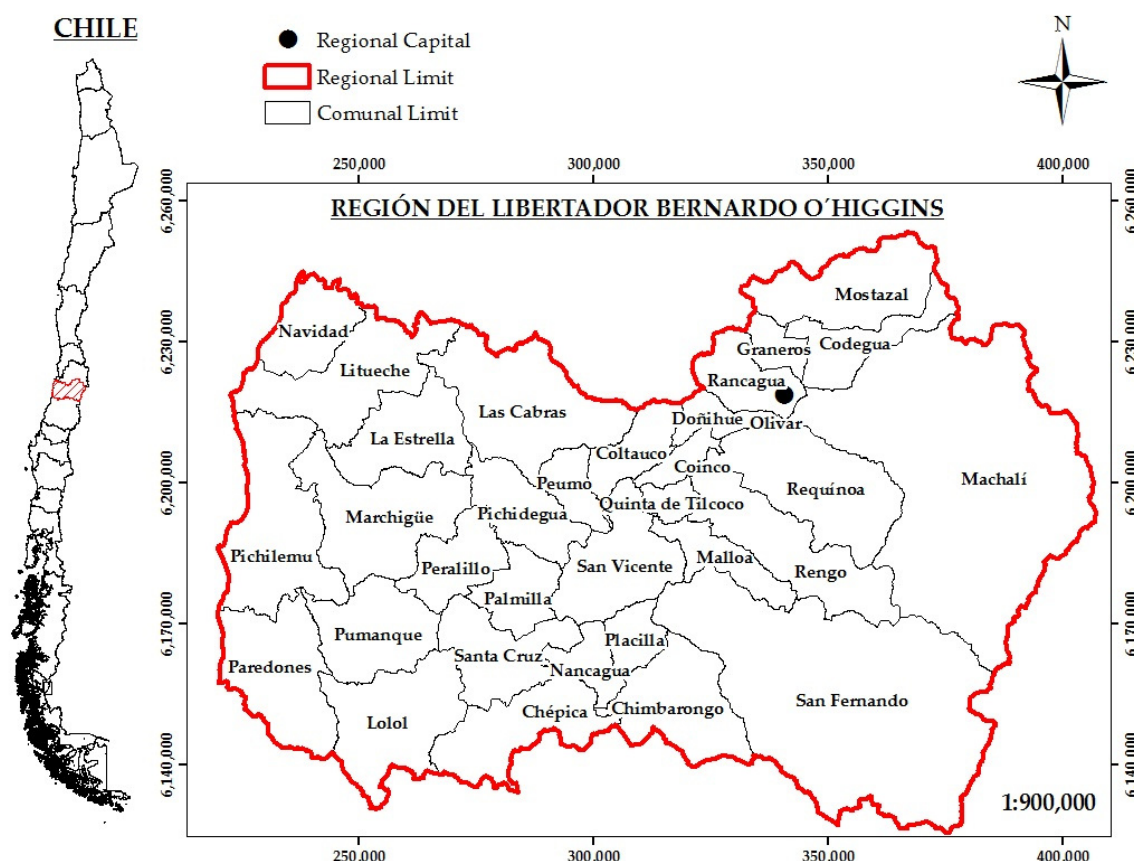 CHILE
Regional Capital
Regional Limit
Comunal Limit
N
250,000 300,000 350,000 400,000
6,260,000 6,260,000
REGIÓN DEL LIBERTADOR BERNARDO O´HIGGINS
Mostazal
Navidad
6,230,000 6,230,000
Graneros Codegua
Litueche
Rancagua
Las Cabras
Doñihue Olivar
La Estrella
Coltauco
Coinco
6,200,000 6,200,000
Peumo Requínoa Machalí
Quinta de Tilcoco
Marchigüe Pichidegua
Pichilemu Malloa
Peralillo San Vicente Rengo
Palmilla
6,170,000 6,170,000
Pumanque Placilla
Paredones Santa Cruz
Nancagua
San Fernando
Lolol Chépica Chimbarongo
6,140,000 6,140,000
1:900,000
250,000 300,000 350,000 400,000